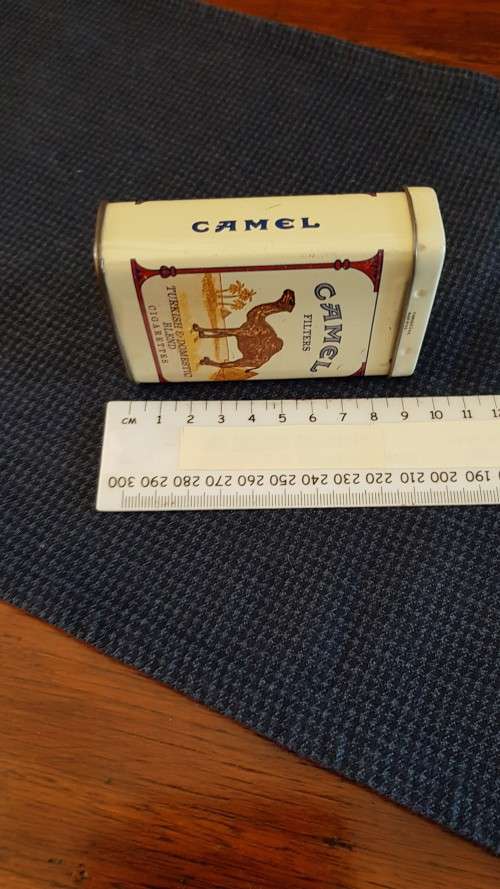 CAMEL
CAMEL
FILTERS
TURKISH & DOMESTIC
BLEND
CIGARETTES
CM 1 2 3 4 5 6 7 8 9 10 11 12
300 290 280 270 260 250 240 230 220 210 200 190